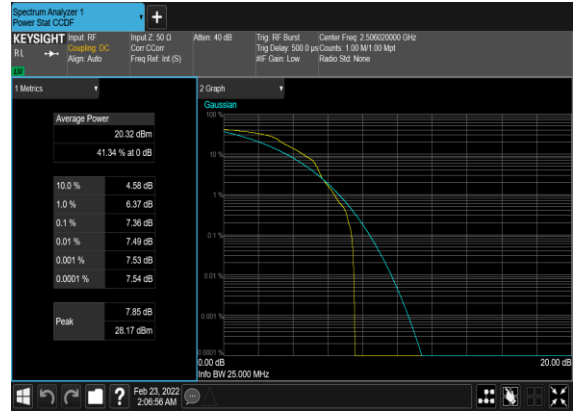 Spectrum Analyzer 1
Power Stat CCDF
KEYSIGHT
RL
Input: RF
Coupling: DC
Align: Auto
Input Z: 50 Ω
Corr CCorr
Freq Ref: Int (S)
Atten: 40 dB
Trig: RF Burst
Trig Delay: 500.0 µs
#IF Gain: Low
Center Freq: 2.506020000 GHz
Counts: 1.00 M/1.00 Mpt
Radio Std: None
1 Metrics
Average Power
20.32 dBm
41.34 % at 0 dB
10.0 % 4.58 dB
1.0 % 6.37 dB
0.1 % 7.36 dB
0.01 % 7.49 dB
0.001 % 7.53 dB
0.0001 % 7.54 dB
Peak
7.85 dB
28.17 dBm
2 Graph
Gaussian
100 %
10 %
1 %
0.1 %
0.01 %
0.001 %
0.0001 %
0.00 dB
20.00 dB
Info BW 25.000 MHz
?
Feb 23, 2022
2:06:56 AM